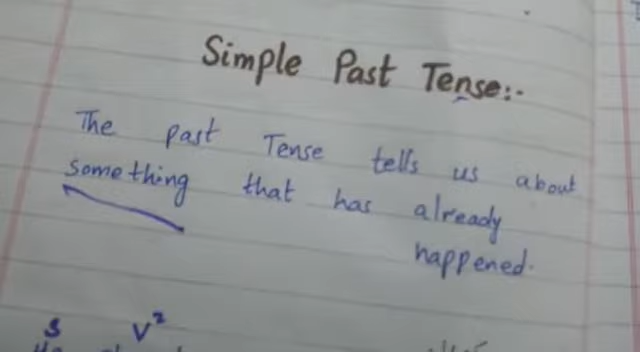 Simple Past Tense:-
The past Tense tells us about
something that has already
happened.
S V²